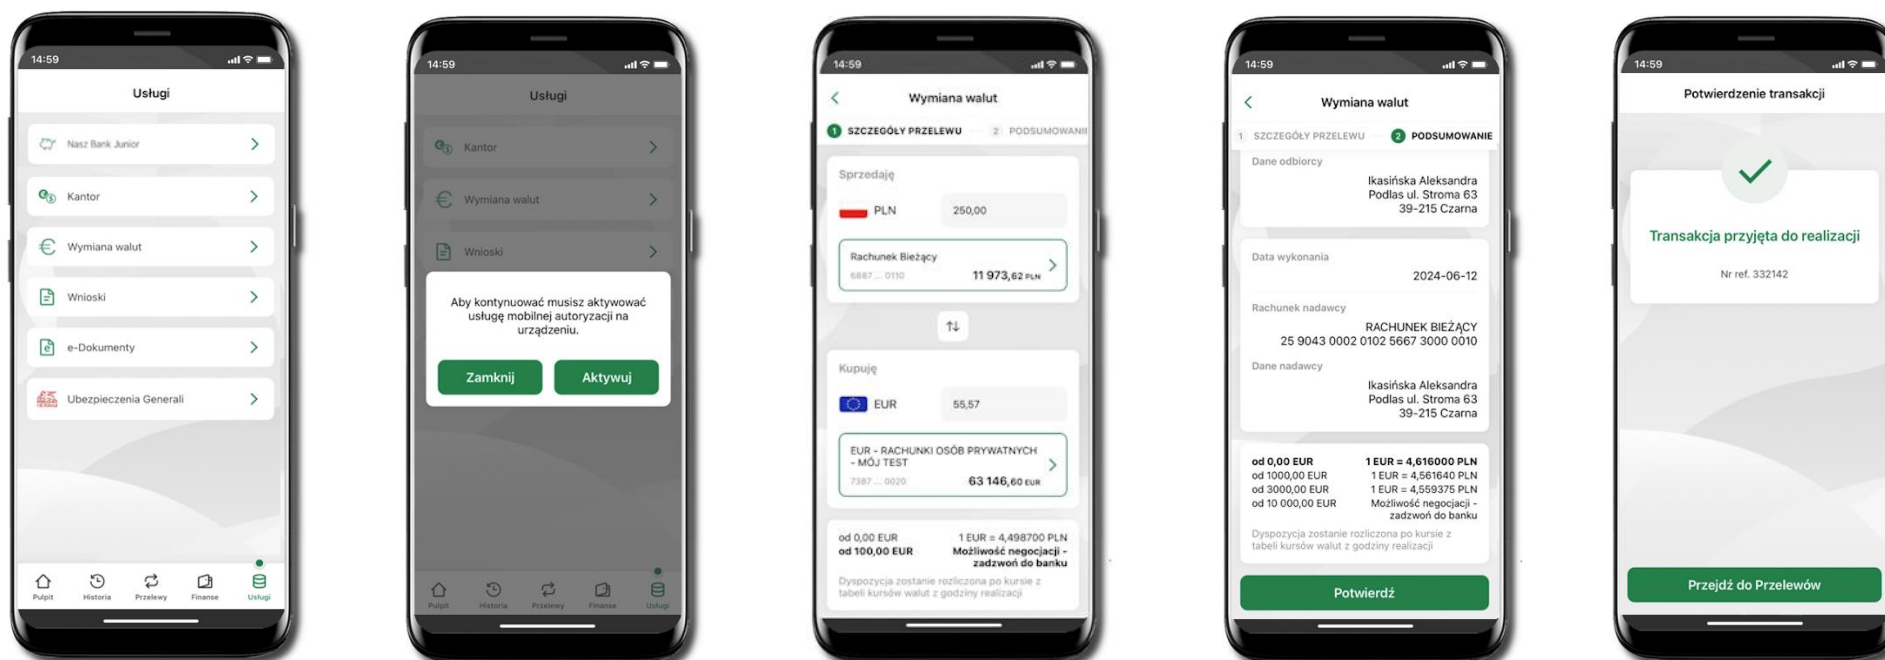 14:59
Usługi
Nasz Bank Junior
Kantor
Wymiana walut
Wnioski
e-Dokumenty
Ubezpieczenia Generali
Pulpit
Historia
Przelewy
Finanse
Usługi
14:59
Usługi
Kantor
Wymiana walut
Wnioski
Aby kontynuować musisz aktywować
usługę mobilnej autoryzacji na
urządzeniu.
Zamknij
Aktywuj
Pulpit
Historia
Przelewy
Finanse
Usługi
14:59
Wymiana walut
1 SZCZEGÓŁY PRZELEWU 2 PODSUMOWANIE
Sprzedaję
PLN 250,00
Rachunek Bieżący
6887 ... 0110 11 973,62 PLN
Kupuję
EUR 55,57
EUR - RACHUNKI OSÓB PRYWATNYCH
- MÓJ TEST
7387 ... 0020 63 146,60 EUR
od 0,00 EUR 1 EUR = 4,498700 PLN
od 100,00 EUR Możliwość negocjacji -
zadzwoń do banku
Dyspozycja zostanie rozliczona po kursie z
tabeli kursów walut z godziny realizacji
14:59
Wymiana walut
1 SZCZEGÓŁY PRZELEWU 2 PODSUMOWANIE
Dane odbiorcy
Ikasińska Aleksandra
Podlas ul. Stroma 63
39-215 Czarna
Data wykonania
2024-06-12
Rachunek nadawcy
RACHUNEK BIEŻĄCY
25 9043 0002 0102 5667 3000 0010
Dane nadawcy
Ikasińska Aleksandra
Podlas ul. Stroma 63
39-215 Czarna
od 0,00 EUR 1 EUR = 4,616000 PLN
od 1000,00 EUR 1 EUR = 4,561640 PLN
od 3000,00 EUR 1 EUR = 4,559375 PLN
od 10 000,00 EUR Możliwość negocjacji -
zadzwoń do banku
Dyspozycja zostanie rozliczona po kursie z
tabeli kursów walut z godziny realizacji
Potwierdź
14:59
Potwierdzenie transakcji
Transakcja przyjęta do realizacji
Nr ref. 332142
Przejdź do Przelewów